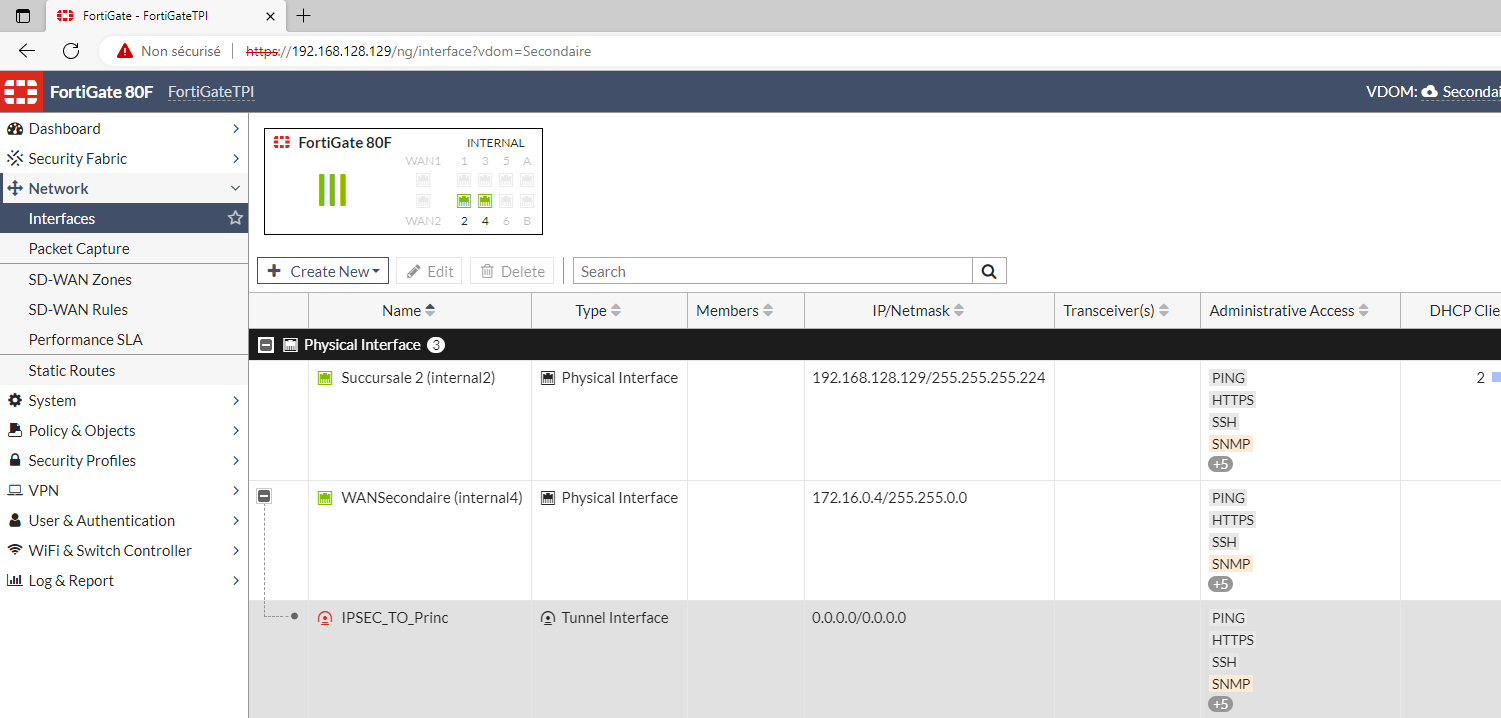 FortiGate - FortiGateTPI
Non sécurisé https://192.168.128.129/ng/interface?vdom=Secondaire
FortiGate 80F FortiGateTPI VDOM: Secondai
Dashboard
Security Fabric
Network
Interfaces
Packet Capture
SD-WAN Zones
SD-WAN Rules
Performance SLA
Static Routes
System
Policy & Objects
Security Profiles
VPN
User & Authentication
WiFi & Switch Controller
Log & Report
FortiGate 80F INTERNAL
WAN1 1 3 5 A
WAN2 2 4 6 B
Create New Edit Delete Search
Name Type Members IP/Netmask Transceiver(s) Administrative Access DHCP Clie
Physical Interface 3
Succursale 2 (internal2) Physical Interface 192.168.128.129/255.255.255.224 PING 2
HTTPS
SSH
SNMP
+5
WANSecondaire (internal4) Physical Interface 172.16.0.4/255.255.0.0 PING
HTTPS
SSH
SNMP
+5
IPSEC_TO_Princ Tunnel Interface 0.0.0.0/0.0.0.0 PING
HTTPS
SSH
SNMP
+5